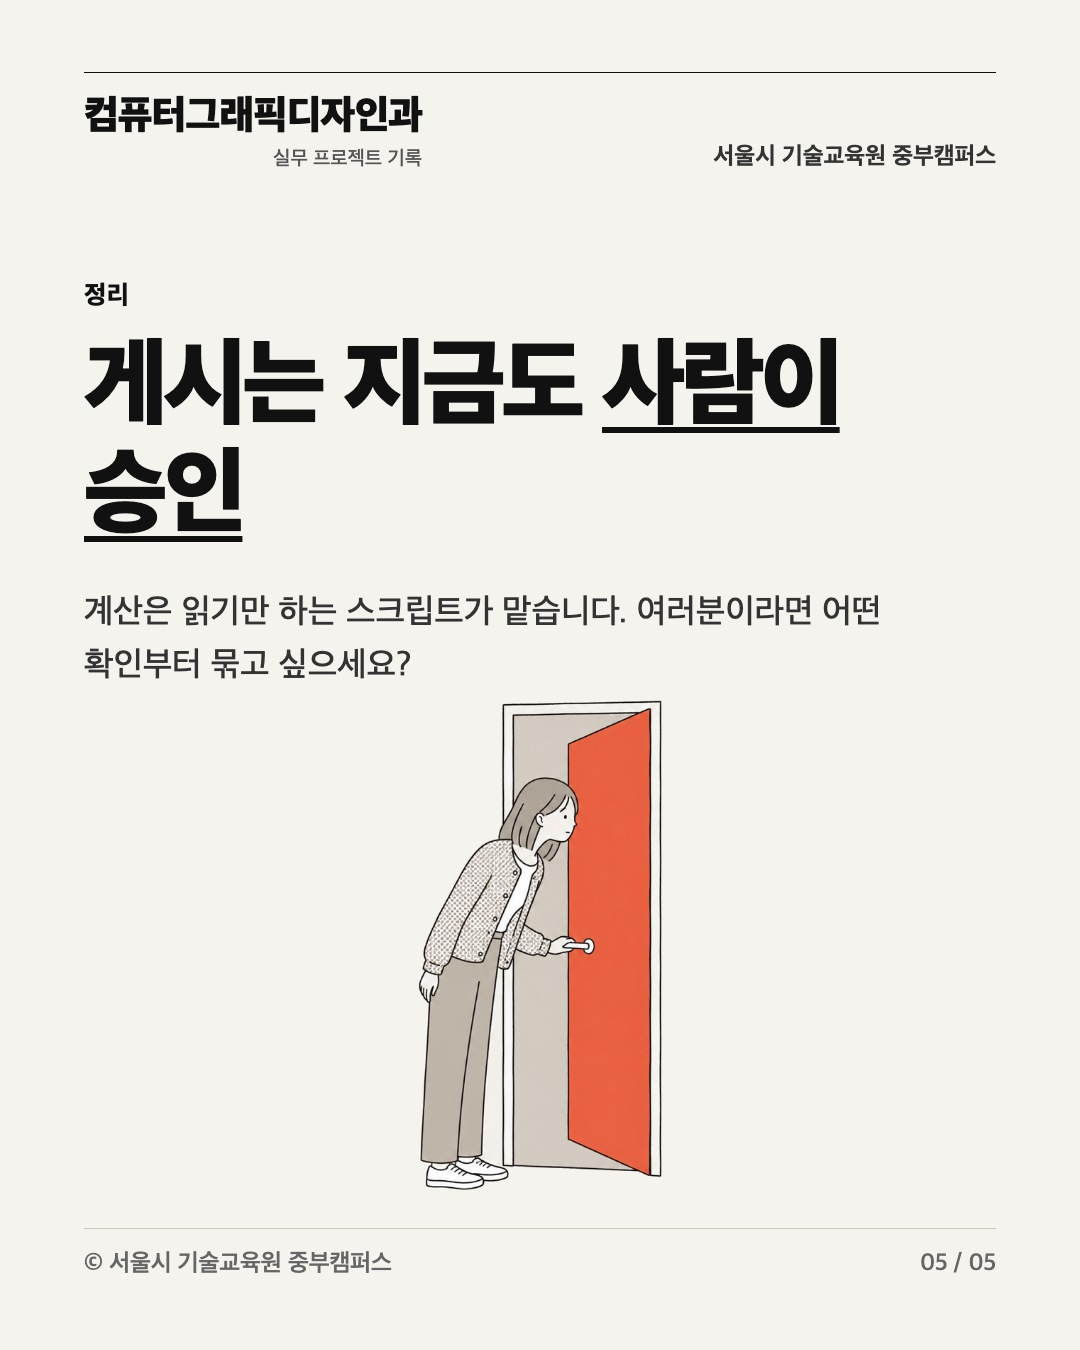 컴퓨터그래픽디자인과
실무 프로젝트 기록
서울시 기술교육원 중부캠퍼스
정리
게시는 지금도 사람이
승인
계산은 읽기만 하는 스크립트가 맡습니다. 여러분이라면 어떤
확인부터 묶고 싶으세요?
© 서울시 기술교육원 중부캠퍼스
05 / 05